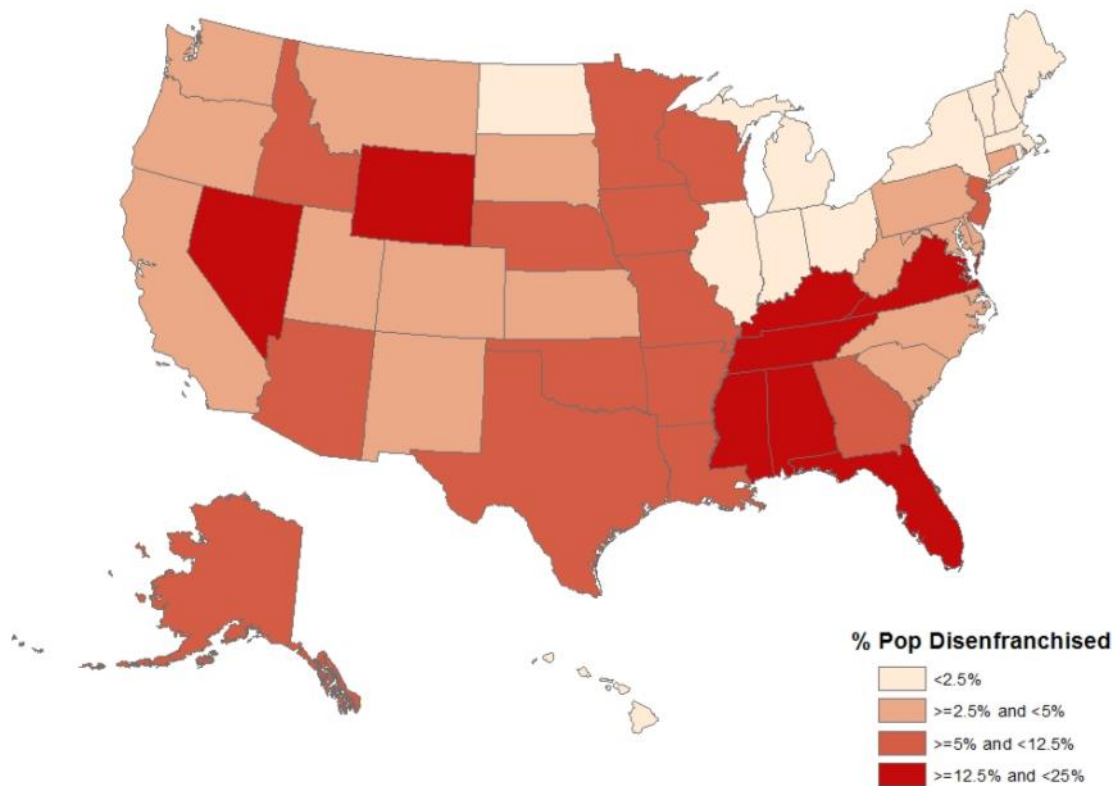 % Pop Disenfranchised
<2.5%
>=2.5% and <5%
>=5% and <12.5%
>=12.5% and <25%